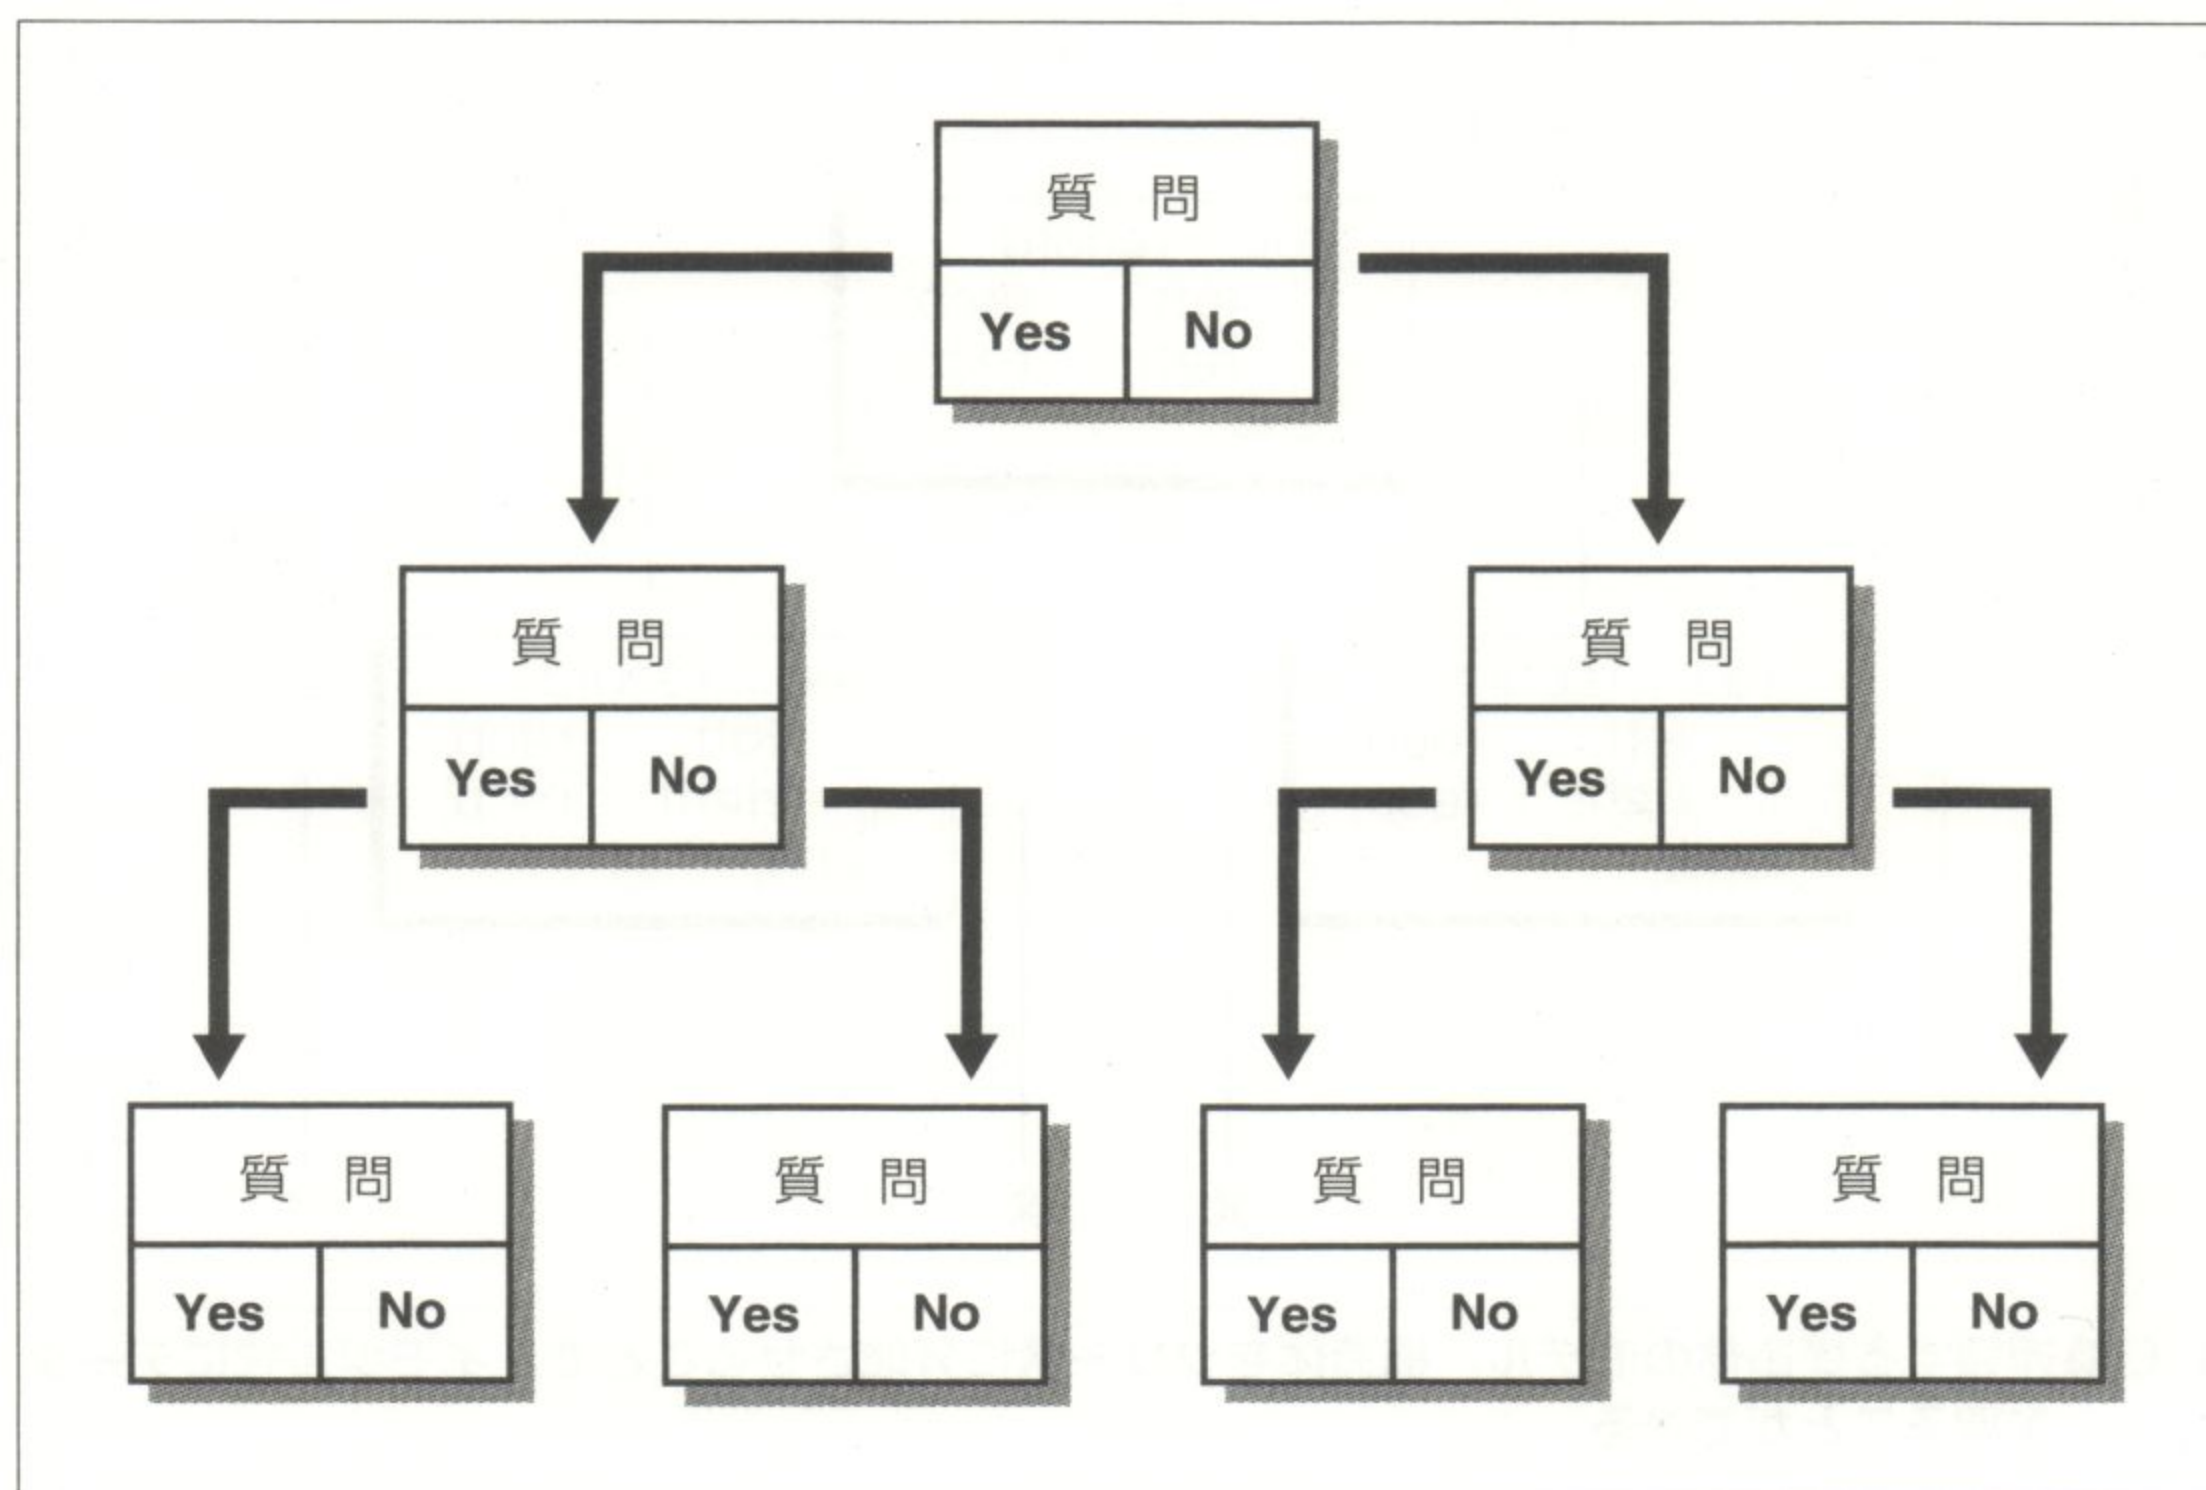 質 問
Yes No
質 問 質 問
Yes No Yes No
質 問 質 問 質 問 質 問
Yes No Yes No Yes No Yes No